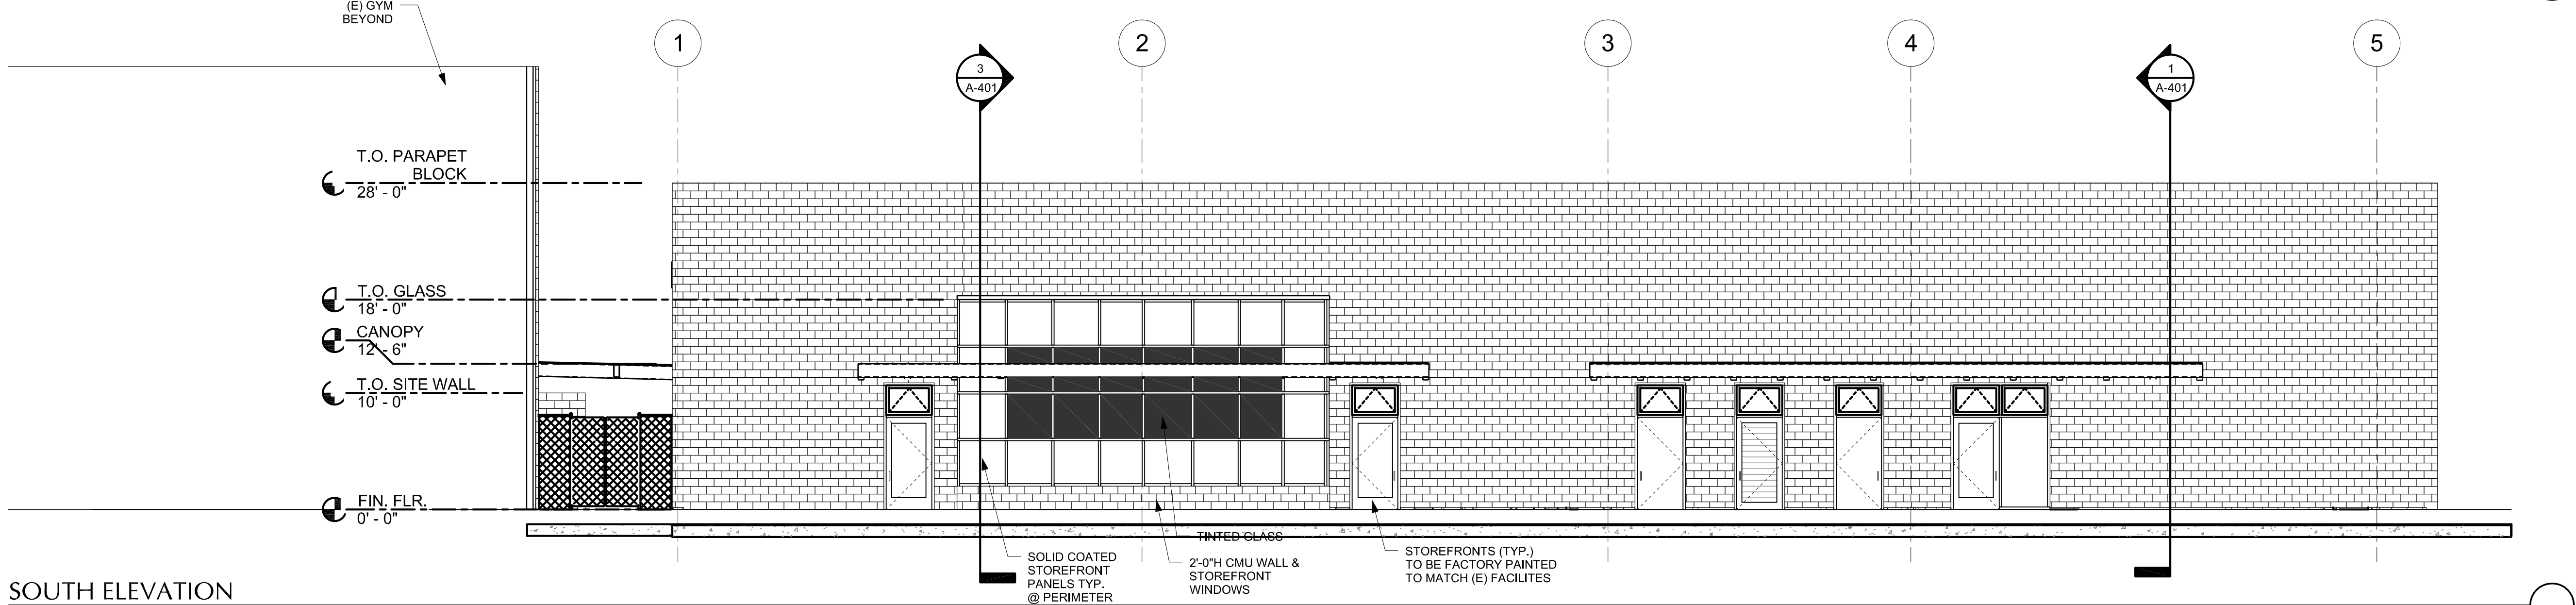 (E) GYM
BEYOND
1
2
3
4
5
3
A-401
1
A-401
T.O. PARAPET
BLOCK
28' - 0"
T.O. GLASS
18' - 0"
CANOPY
12' - 6"
T.O. SITE WALL
10' - 0"
FIN. FLR.
0' - 0"
TINTED GLASS
SOLID COATED
STOREFRONT
PANELS TYP.
@ PERIMETER
2'-0"H CMU WALL &
STOREFRONT
WINDOWS
STOREFRONTS (TYP.)
TO BE FACTORY PAINTED
TO MATCH (E) FACILITES
SOUTH ELEVATION